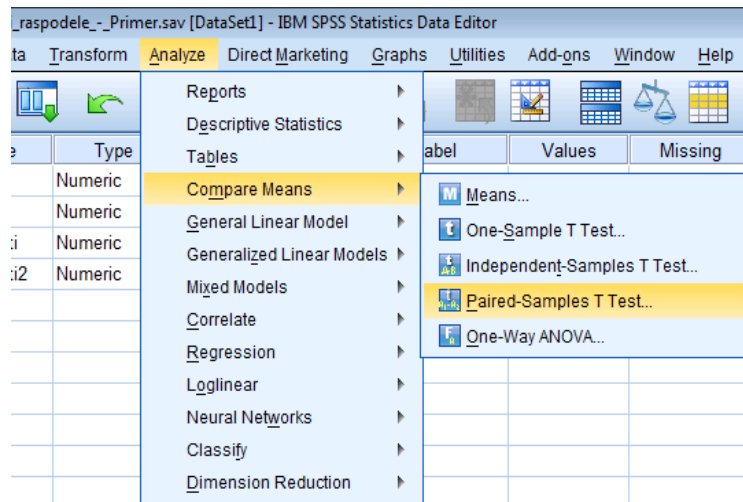 _raspodele_-_Primer.sav [DataSet1] - IBM SPSS Statistics Data Editor
ta Transform Analyze Direct Marketing Graphs Utilities Add-ons Window Help
Reports
Descriptive Statistics
Tables
Compare Means
General Linear Model
Generalized Linear Models
Mixed Models
Correlate
Regression
Loglinear
Neural Networks
Classify
Dimension Reduction
e Type abel Values Missing
Numeric
Numeric
ti Numeric
ti2 Numeric
M Means...
t One-Sample T Test...
Independent-Samples T Test...
Paired-Samples T Test...
One-Way ANOVA...